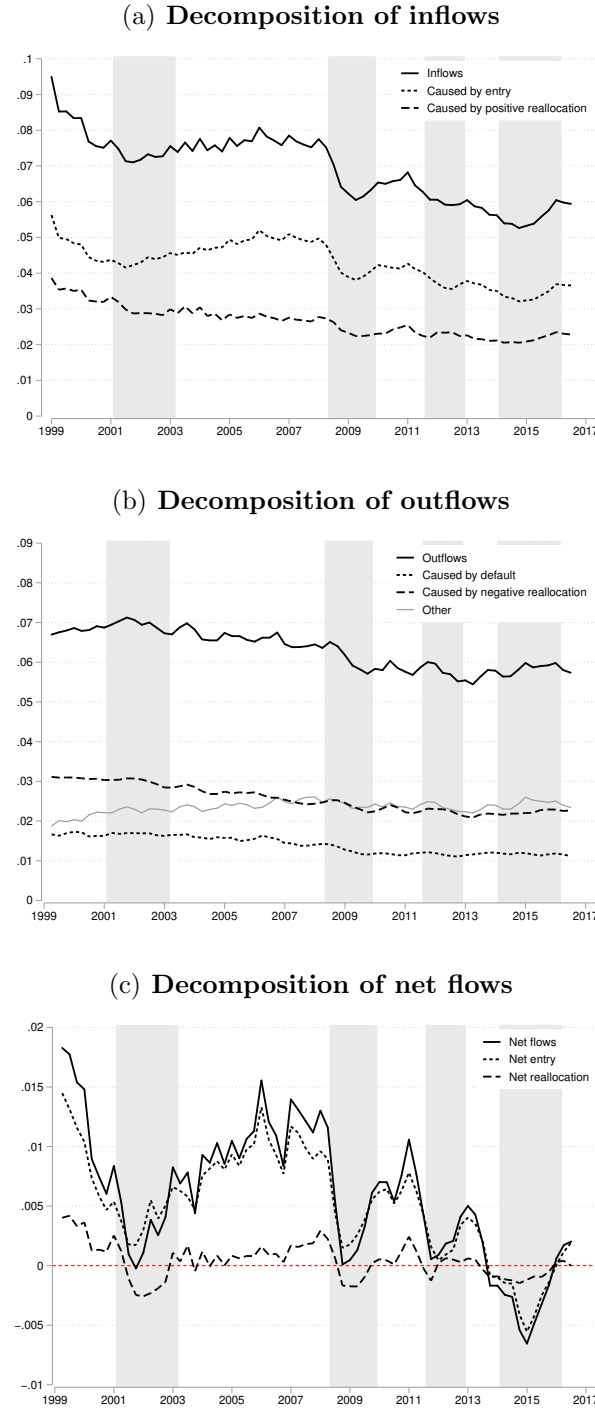 (a) Decomposition of inflows
.1
.09
.08
.07
.06
.05
.04
.03
.02
.01
0
Inflows
Caused by entry
Caused by positive reallocation
1999 2001 2003 2005 2007 2009 2011 2013 2015 2017
(b) Decomposition of outflows
.09
.08
.07
.06
.05
.04
.03
.02
.01
0
Outflows
Caused by default
Caused by negative reallocation
Other
1999 2001 2003 2005 2007 2009 2011 2013 2015 2017
(c) Decomposition of net flows
.02
.015
.01
.005
0
−.005
−.01
Net flows
Net entry
Net reallocation
1999 2001 2003 2005 2007 2009 2011 2013 2015 2017